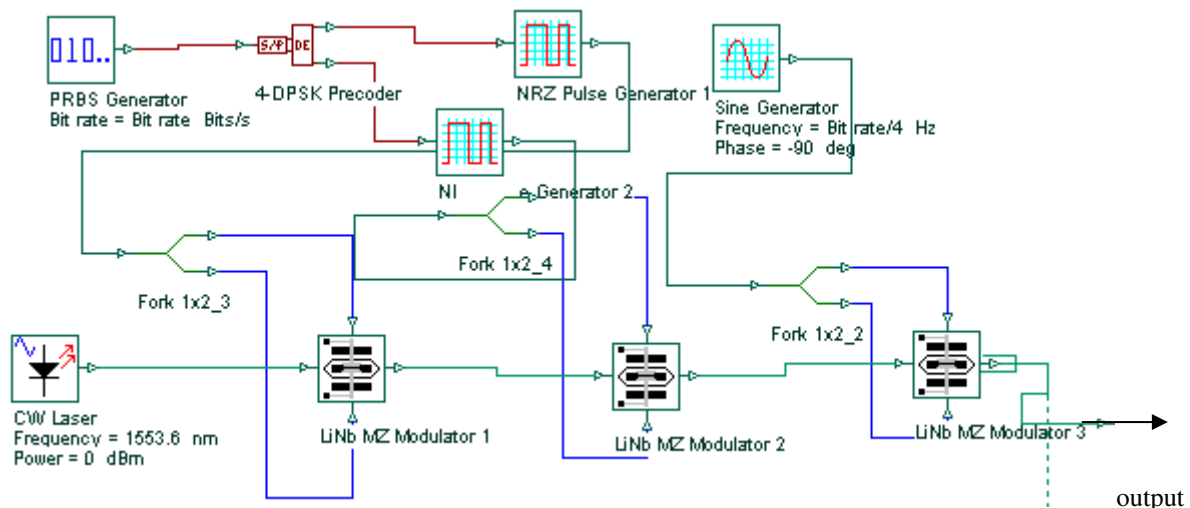 010..
PRBS Generator
Bit rate = Bit rate Bits/s
S/P
DE
4-DPSK Precoder
NRZ Pulse Generator 1
Sine Generator
Frequency = Bit rate/4 Hz
Phase = -90 deg
NI e Generator 2
Fork 1x2_3
Fork 1x2_4
Fork 1x2_2
CW Laser
Frequency = 1553.6 nm
Power = 0 dBm
LiNb MZ Modulator 1
LiNb MZ Modulator 2
LiNb MZ Modulator 3
output